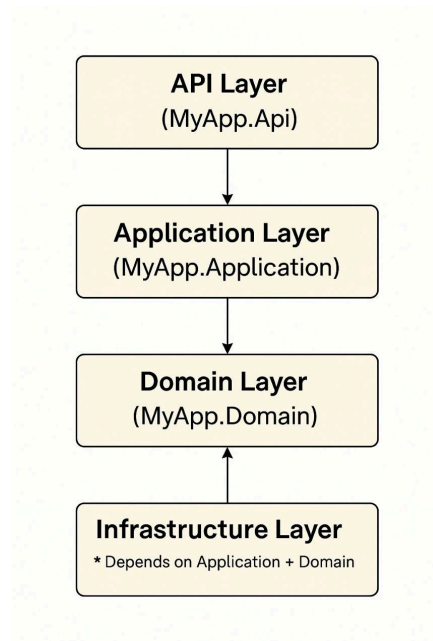 API Layer
(MyApp.Api)
Application Layer
(MyApp.Application)
Domain Layer
(MyApp.Domain)
Infrastructure Layer
* Depends on Application + Domain